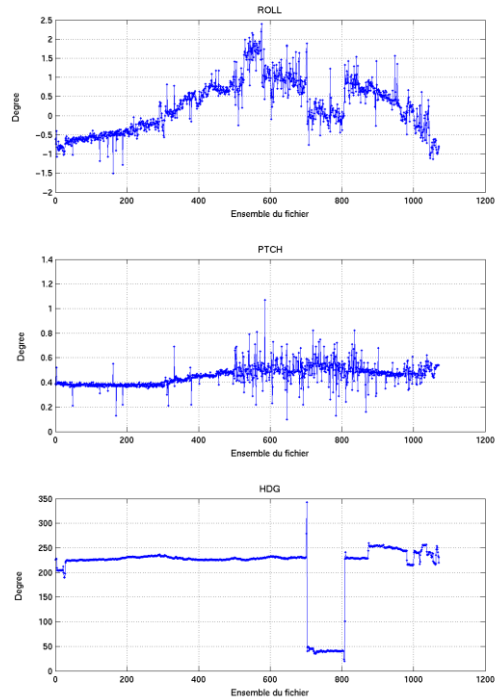 ROLL
2.5
2
1.5
1
0.5
0
−0.5
−1
−1.5
−2
Degree
0 200 400 600 800 1000 1200
Ensemble du fichier
PTCH
1.4
1.2
1
0.8
0.6
0.4
0.2
0
Degree
0 200 400 600 800 1000 1200
Ensemble du fichier
HDG
350
300
250
200
150
100
50
0
Degree
0 200 400 600 800 1000 1200
Ensemble du fichier